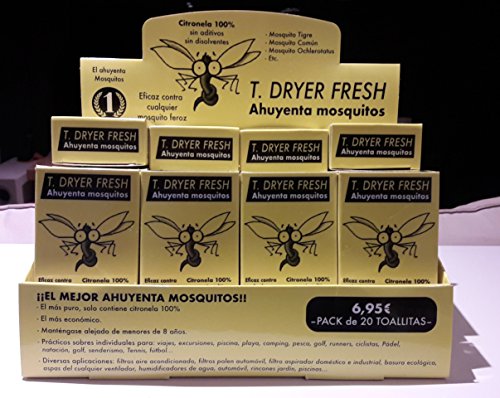 Citronela 100%
sin aditivos
sin disolventes
- Mosquito Tigre
- Mosquito Común
- Mosquito Ochlerotatus
- Etc.
El ahuyenta
Mosquitos
1
Eficaz contra
cualquier
mosquito feroz
T. DRYER FRESH
Ahuyenta mosquitos
T. DRYER FRESH
Ahuyenta mosquitos
T. DRYER FRESH
Ahuyenta mosquitos
T. DRYER FRESH
Ahuyenta mosquitos
T. DRYER FRESH
Ahuyenta mosquitos
T. DRYER FRESH
Ahuyenta mosquitos
T. DRYER FRESH
Ahuyenta mosquitos
T. DRYER FRESH
Ahuyenta mosquitos
T. DRYER FRESH
Ahuyenta mosquitos
Eficaz contra Citronela 100%
Eficaz contra Citronela 100%
Eficaz contra Citronela 100%
Eficaz contra Citronela 100%
¡¡EL MEJOR AHUYENTA MOSQUITOS!!
- El más puro, solo contiene citronela 100%
- El más económico.
- Manténgase alejado de menores de 8 años.
- Prácticos sobres individuales para: viajes, excursiones, piscina, playa, camping, pesca, golf, runners, ciclistas, Pádel,
natación, golf, senderismo, Tennis, fútbol...
- Diversas aplicaciones: filtros aire acondicionado, filtros polen automóvil, filtro aspirador doméstico e industrial, basura ecológica,
aspas del cualquier ventilador, humidificadores de agua, automóvil, rincones jardín, piscinas...
6,95€
–PACK de 20 TOALLITAS–